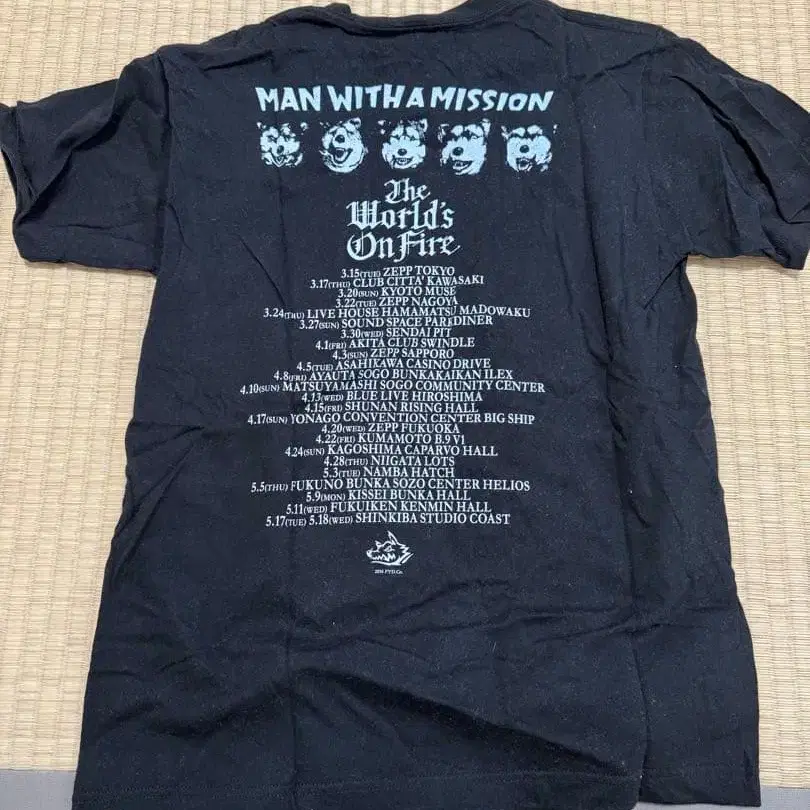 MAN WITH A MISSION
The
World's
On Fire
3.15(TUE) ZEPP TOKYO
3.17(THU) CLUB CITTA' KAWASAKI
3.20(SUN) KYOTO MUSE
3.22(TUE) ZEPP NAGOYA
3.24(THU) LIVE HOUSE HAMAMATSU MADOWAKU
3.27(SUN) SOUND SPACE PARKDINER
3.30(WED) SENDAI PIT
4.1(FRI) AKITA CLUB SWINDLE
4.3(SUN) ZEPP SAPPORO
4.5(TUE) ASAHIKAWA CASINO DRIVE
4.8(FRI) AYAUTA SOGO BUNKAKAIKAN ILEX
4.10(SUN) MATSUYAMASHI SOGO COMMUNITY CENTER
4.13(WED) BLUE LIVE HIROSHIMA
4.15(FRI) SHUNAN RISING HALL
4.17(SUN) YONAGO CONVENTION CENTER BIG SHIP
4.20(WED) ZEPP FUKUOKA
4.22(FRI) KUMAMOTO B.9 V1
4.24(SUN) KAGOSHIMA CAPARVO HALL
4.28(THU) NIIGATA LOTS
5.3(TUE) NAMBA HATCH
5.5(THU) FUKUNO BUNKA SOZO CENTER HELIOS
5.9(MON) KISSEI BUNKA HALL
5.11(WED) FUKUIKEN KENMIN HALL
5.17(TUE) 5.18(WED) SHINKIBA STUDIO COAST